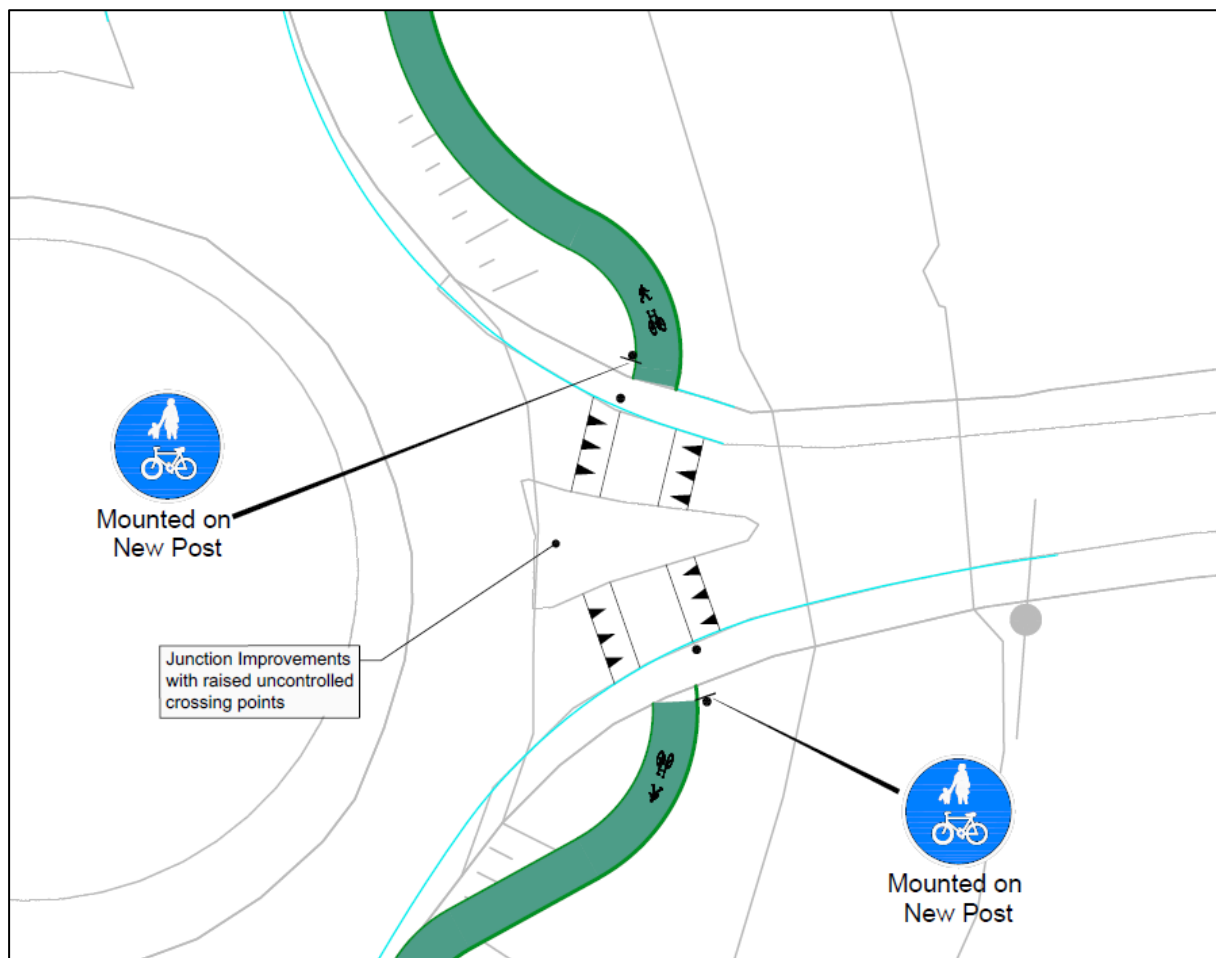 Mounted on
New Post
Junction Improvements
with raised uncontrolled
crossing points
Mounted on
New Post